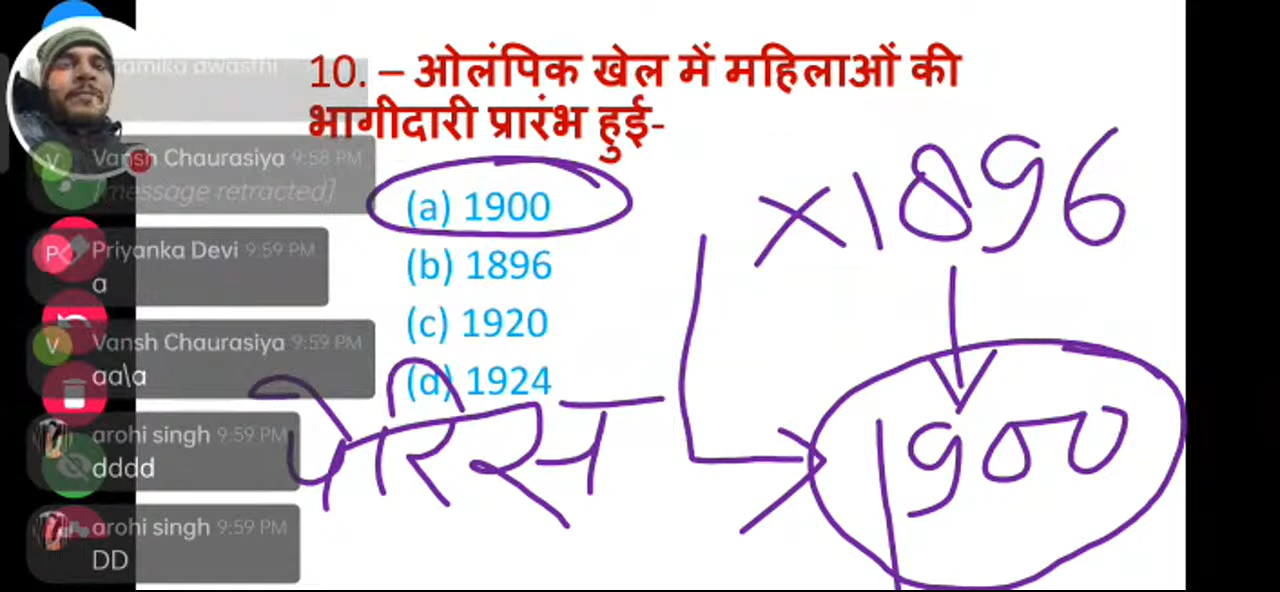 10. – ओलंपिक खेल में महिलाओं की
भागीदारी प्रारंभ हुई-
(a) 1900
(b) 1896
(c) 1920
(d) 1924
×1896
1900
पेरिस
awasthi
Vansh Chaurasiya 9:58 PM
[message retracted]
Priyanka Devi 9:59 PM
a
Vansh Chaurasiya 9:59 PM
aa\a
arohi singh 9:59 PM
dddd
arohi singh 9:59 PM
DD
V
P
V